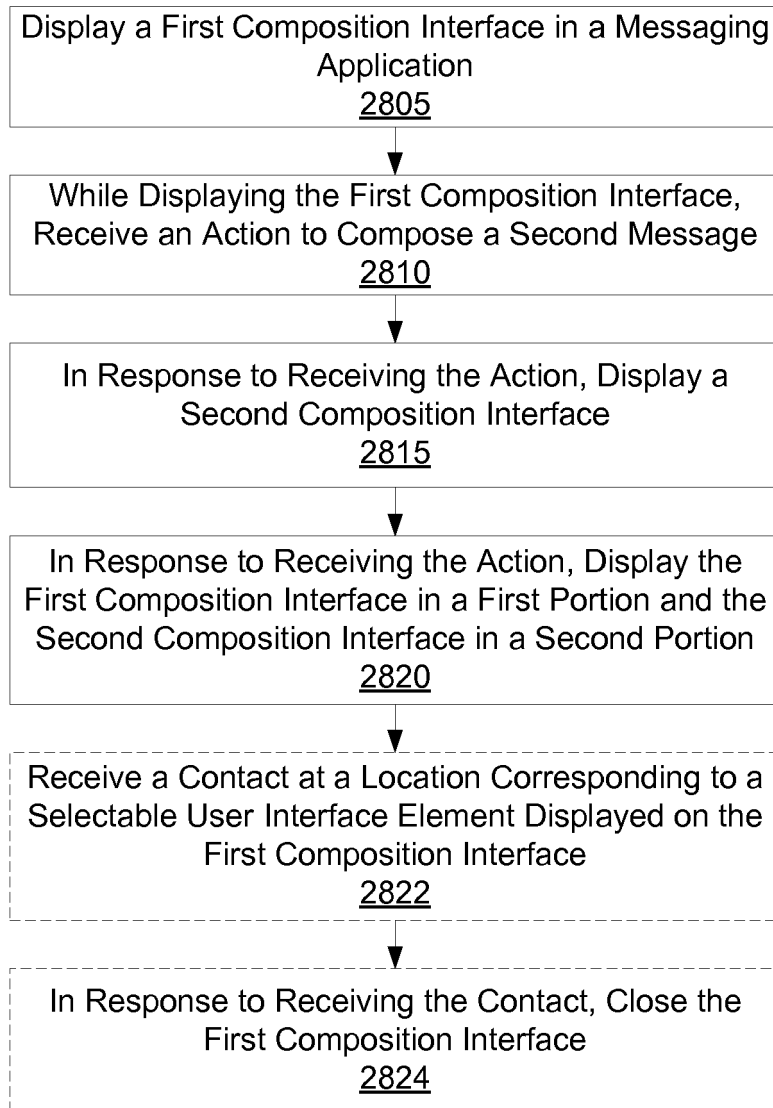 Display a First Composition Interface in a Messaging
Application
2805
While Displaying the First Composition Interface,
Receive an Action to Compose a Second Message
2810
In Response to Receiving the Action, Display a
Second Composition Interface
2815
In Response to Receiving the Action, Display the
First Composition Interface in a First Portion and the
Second Composition Interface in a Second Portion
2820
Receive a Contact at a Location Corresponding to a
Selectable User Interface Element Displayed on the
First Composition Interface
2822
In Response to Receiving the Contact, Close the
First Composition Interface
2824